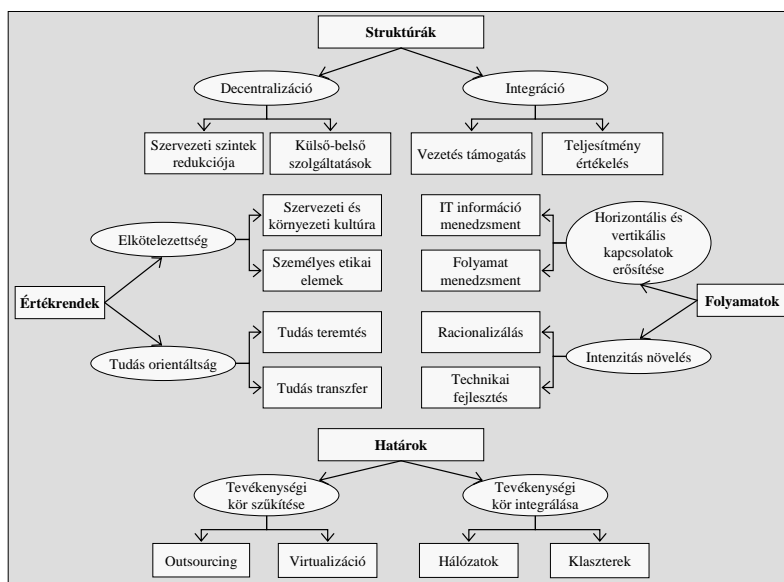 Struktúrák
Decentralizáció
Integráció
Szervezeti szintek
redukciója
Külső-belső
szolgáltatások
Vezetés támogatás
Teljesítmény
értékelés
Értékrendek
Elkötelezettség
Szervezeti és
környezeti kultúra
Személyes etikai
elemek
Tudás orientáltság
Tudás teremtés
Tudás transzfer
IT információ
menedzsment
Folyamat
menedzsment
Horizontális és
vertikális
kapcsolatok
erősítése
Folyamatok
Racionalizálás
Technikai
fejlesztés
Intenzitás növelés
Határok
Tevékenységi
kör szűkítése
Tevékenységi
kör integrálása
Outsourcing
Virtualizáció
Hálózatok
Klaszterek